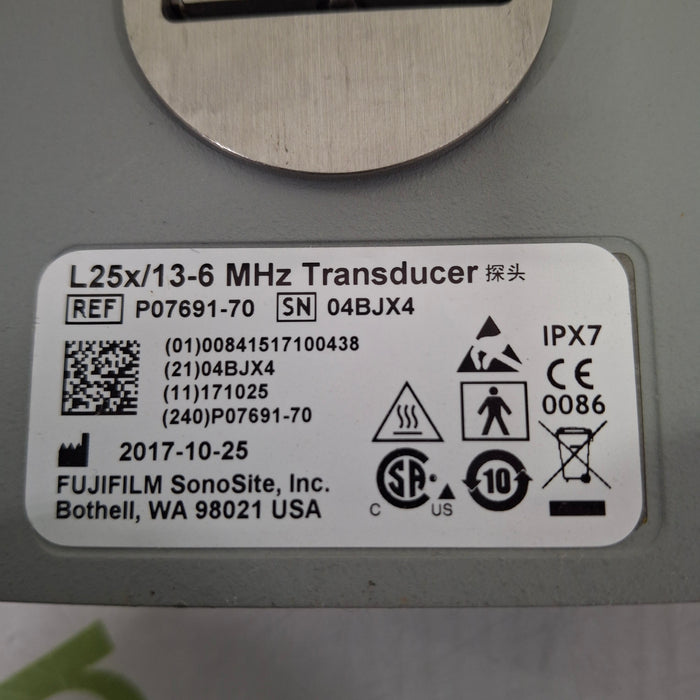 L25x/13-6 MHz Transducer 探头
REF P07691-70 SN 04BJX4
(01)00841517100438
(21)04BJX4
(11)171025
(240)P07691-70
2017-10-25
FUJIFILM SonoSite, Inc.
Bothell, WA 98021 USA
IPX7
CE
0086
C SA US
10